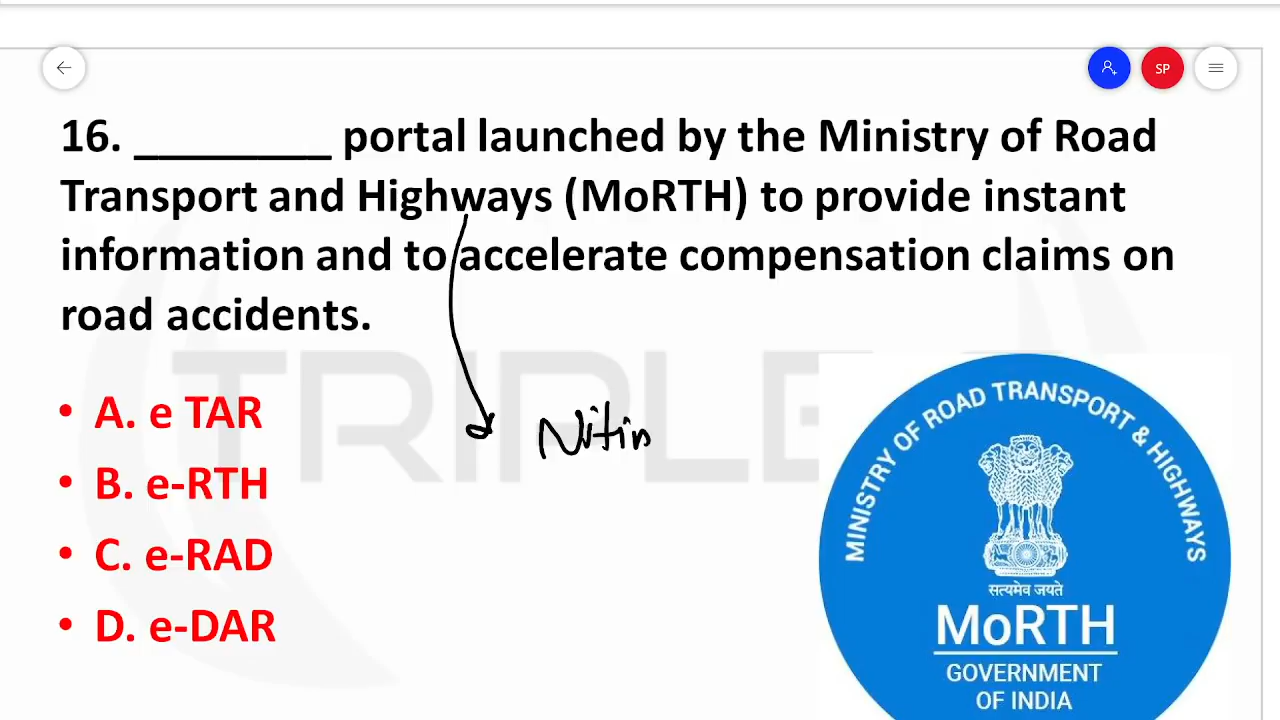 SP
16. ________ portal launched by the Ministry of Road
Transport and Highways (MoRTH) to provide instant
information and to accelerate compensation claims on
road accidents.
• A. e TAR
• B. e-RTH
• C. e-RAD
• D. e-DAR
Nitin
TRIPLE
MINISTRY OF ROAD TRANSPORT & HIGHWAYS
सत्यमेव जयते
MoRTH
GOVERNMENT
OF INDIA